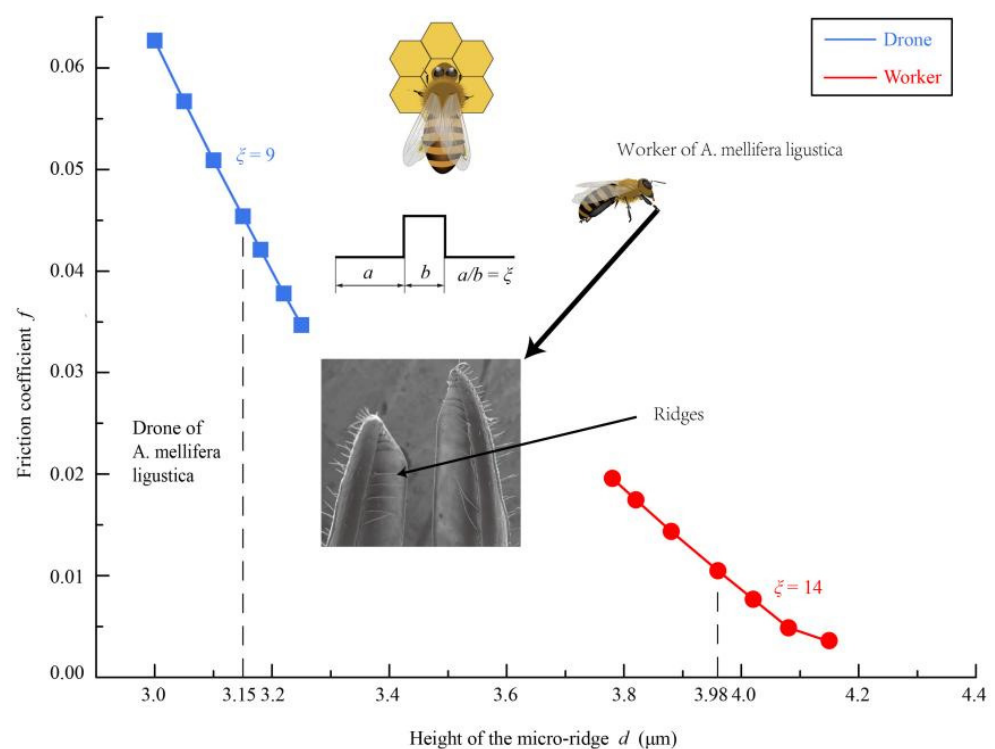 Drone
Worker
0.06
0.05
0.04
0.03
0.02
0.01
0.00
Friction coefficient f
ξ = 9
Worker of A. mellifera ligustica
a
b
a/b = ξ
Ridges
Drone of
A. mellifera
ligustica
ξ = 14
3.0
3.15
3.2
3.4
3.6
3.8
3.98
4.0
4.2
4.4
Height of the micro-ridge d (μm)